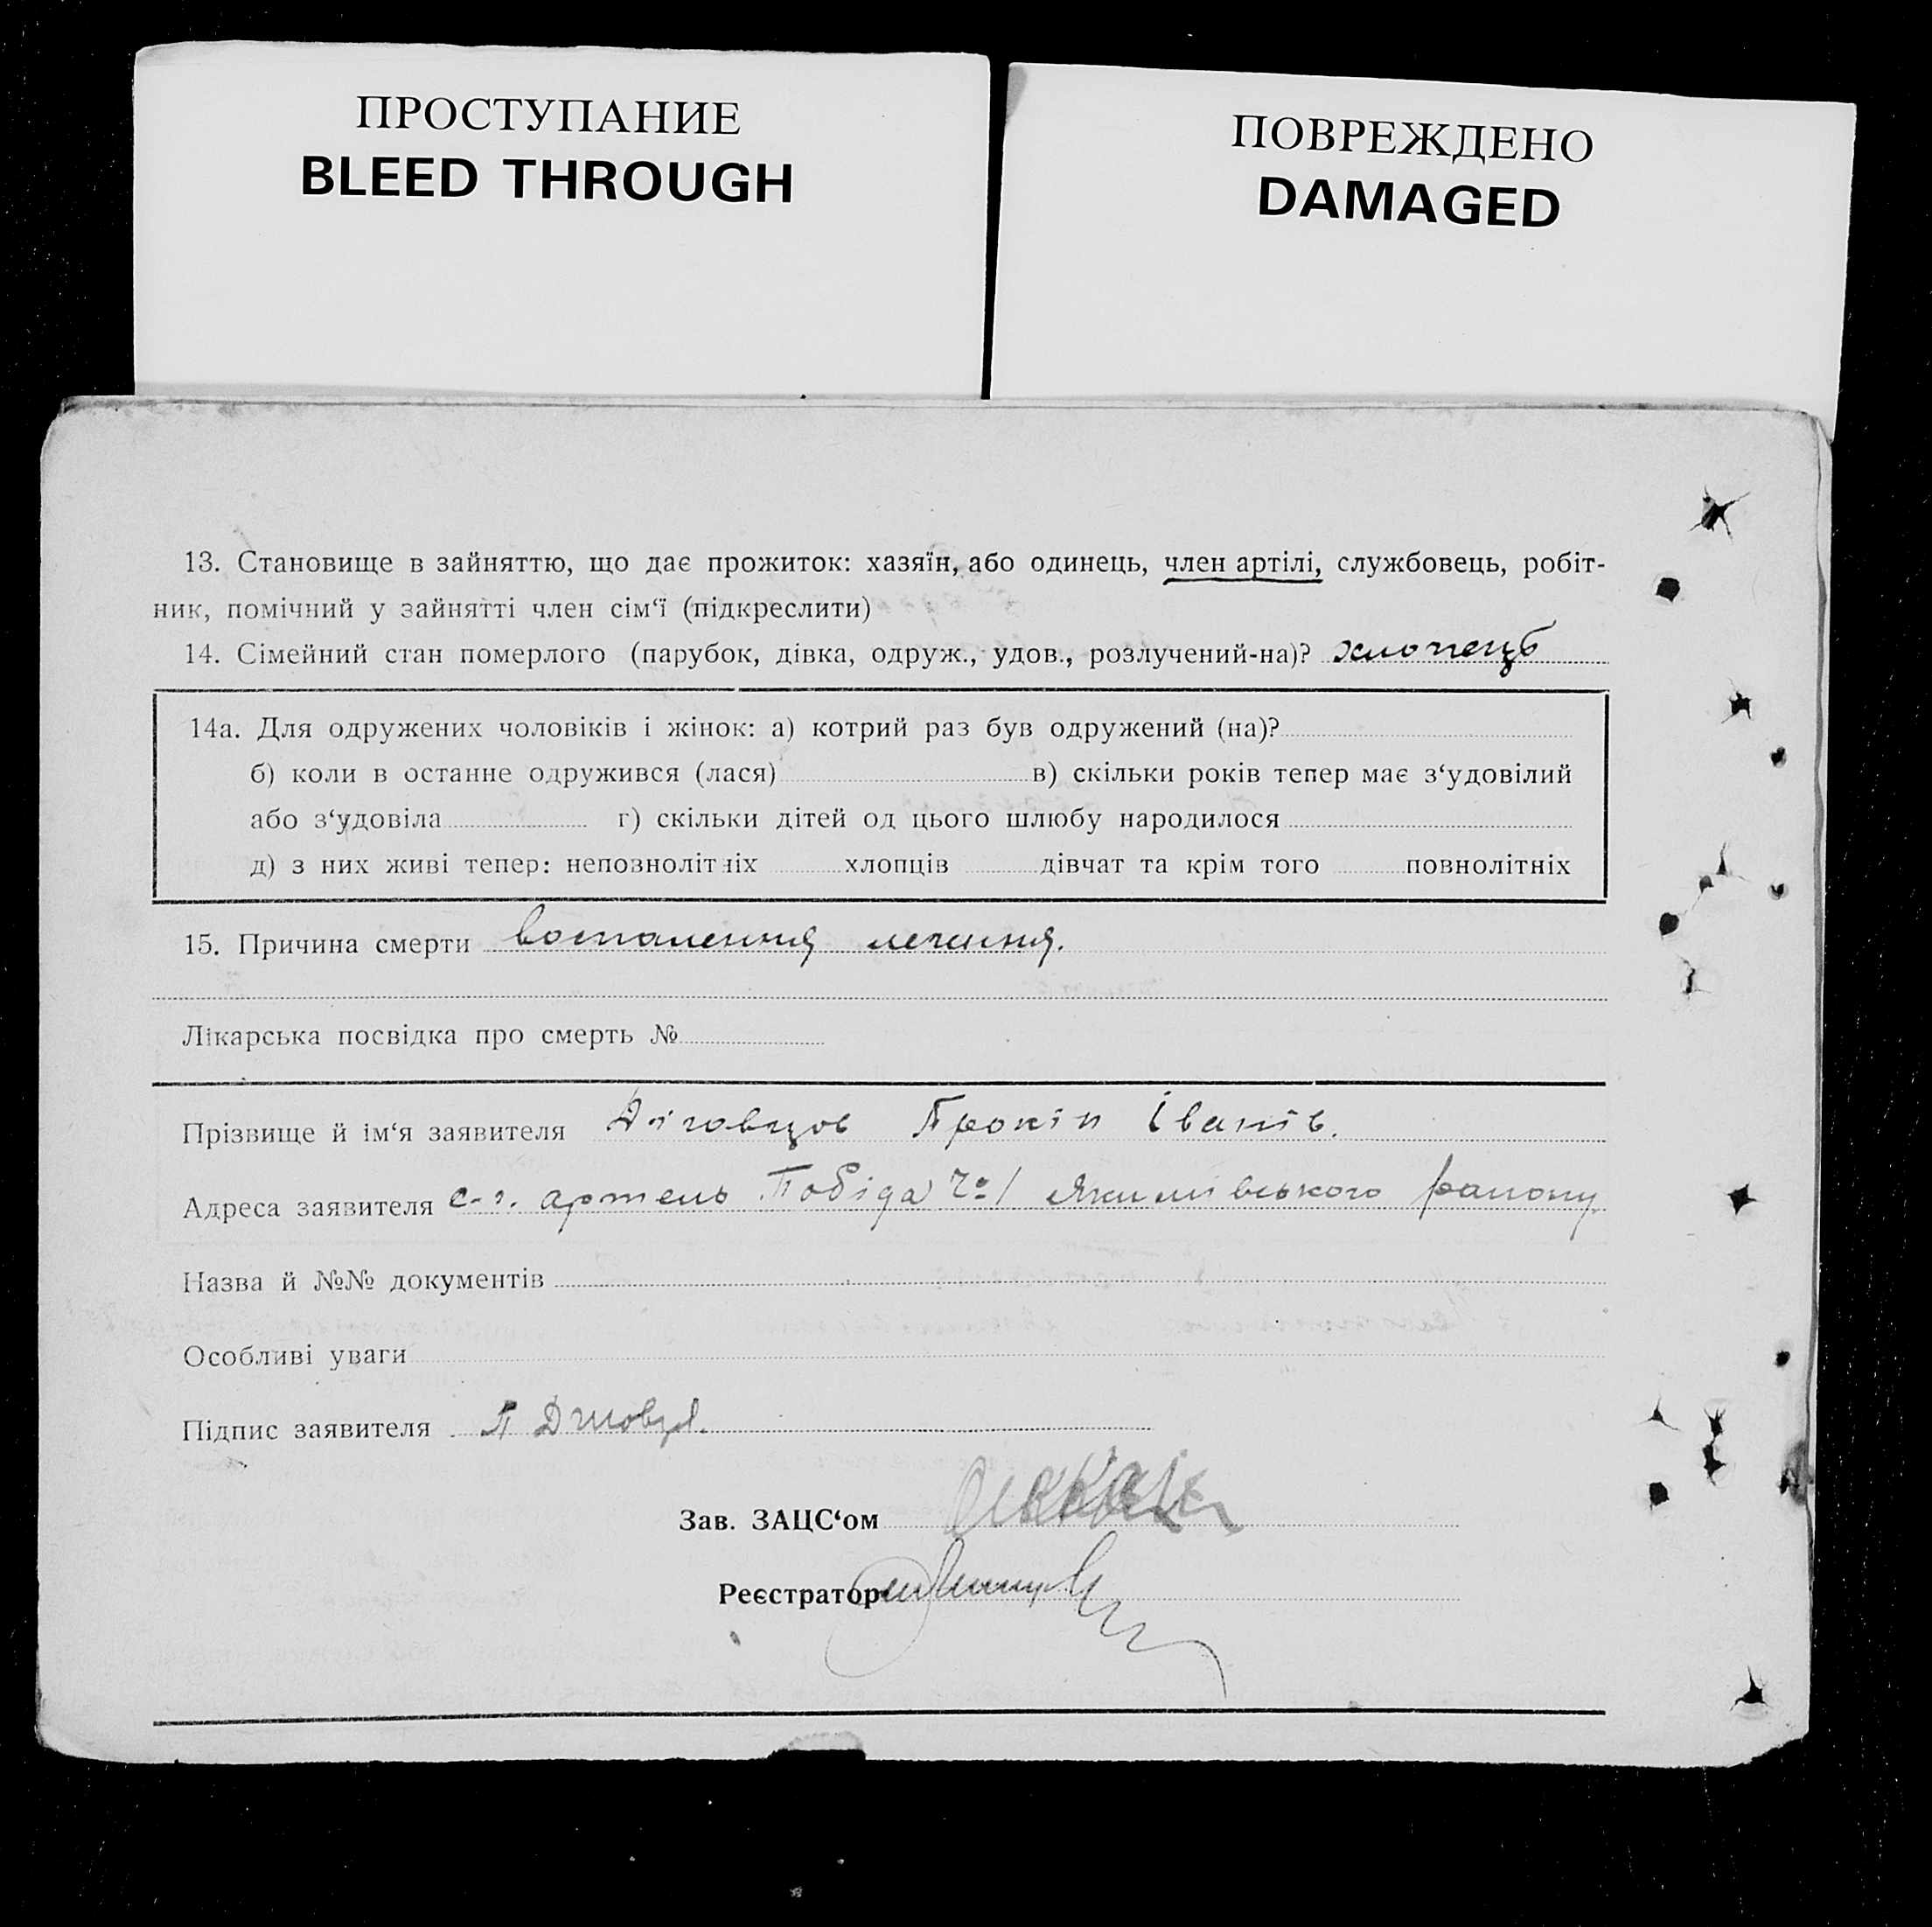 ПРОСТУПАНИЕ
BLEED THROUGH
ПОВРЕЖДЕНО
DAMAGED
13. Становище в зайняттю, що дає прожиток: хазяїн, або одинець, член артілі, службовець, робіт-
ник, помічний у зайнятті член сім‘ї (підкреслити)
14. Сімейний стан померлого (парубок, дівка, одруж., удов., розлучений-на)? хлопець
14а. Для одружених чоловіків і жінок: а) котрий раз був одружений (на)?
б) коли в останне одружився (лася) в) скільки років тепер має з‘удовілий
або з‘удовіла г) скільки дітей од цього шлюбу народилося
д) з них живі тепер: неповнолітніх хлопців дівчат та крім того повнолітніх
15. Причина смерти воспалення лечиння.
Лікарська посвідка про смерть №
Прізвище й ім‘я заявителя Прокіп Іванів.
Адреса заявителя с-г. артель Побіда №1 Якимівського району
Назва й №№ документів
Особливі уваги
Підпис заявителя П
Зав. ЗАЦС‘ом
Реєстратор